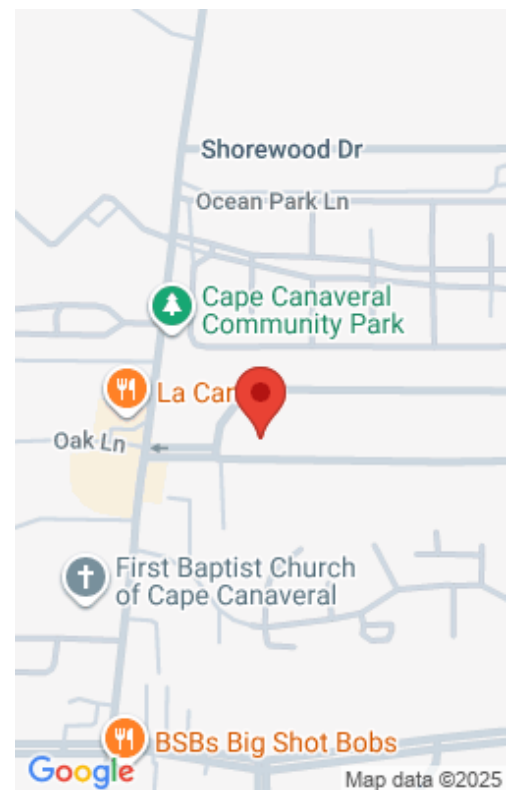 Shorewood Dr
Ocean Park Ln
Cape Canaveral
Community Park
La Car
Oak Ln
First Baptist Church
of Cape Canaveral
BSBs Big Shot Bobs
Google
Map data ©2025